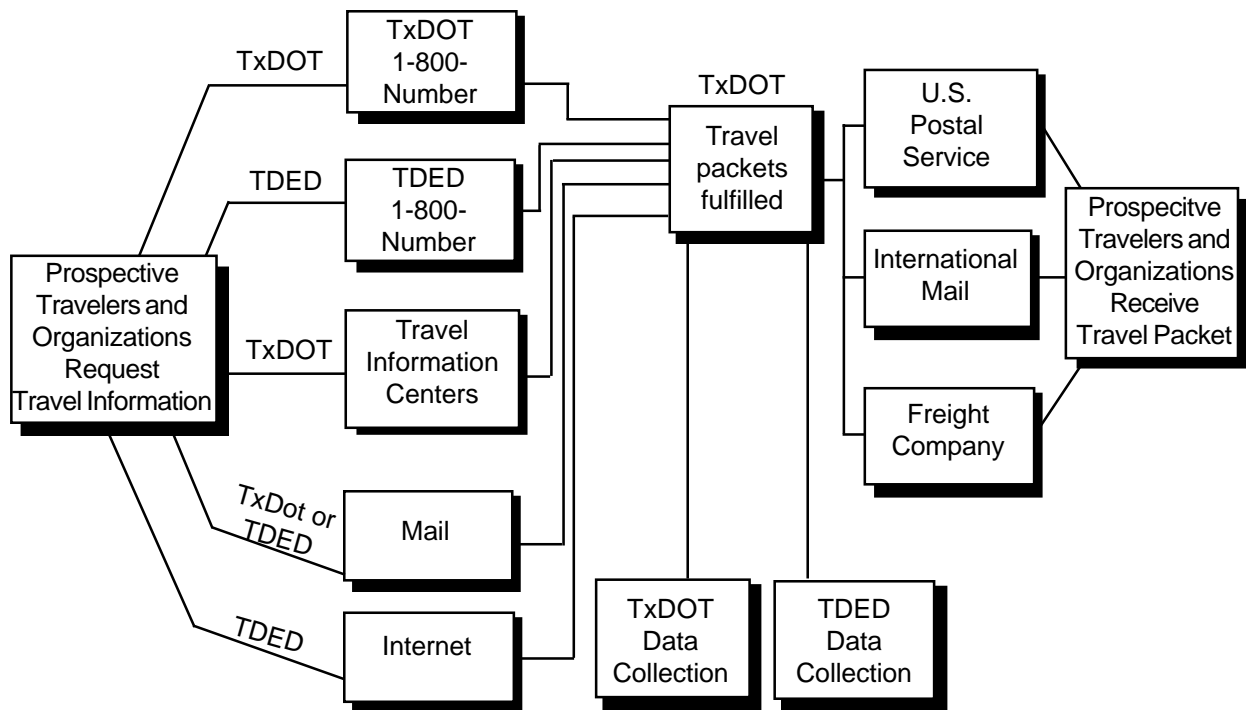 TxDOT
TxDOT
1-800-
Number
TDED
TDED
1-800-
Number
Prospective
Travelers and
Organizations
Request
Travel Information
TxDOT
Travel
Information
Centers
TxDot or
TDED
Mail
TDED
Internet
TxDOT
Travel
packets
fulfilled
TxDOT
Data
Collection
TDED
Data
Collection
U.S.
Postal
Service
International
Mail
Freight
Company
Prospecitve
Travelers and
Organizations
Receive
Travel Packet